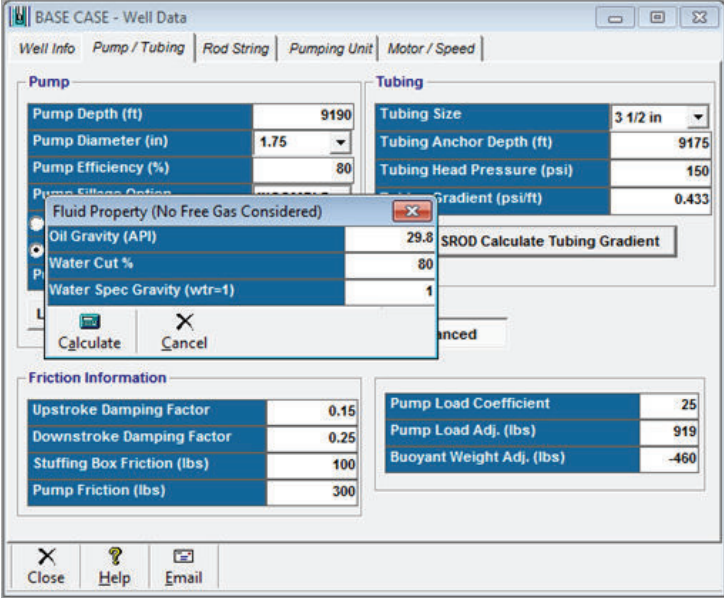 BASE CASE - Well Data
Well Info Pump / Tubing Rod String Pumping Unit Motor / Speed
Pump
Pump Depth (ft) 9190
Pump Diameter (in) 1.75
Pump Efficiency (%) 80
Pump Fillage Option
Tubing
Tubing Size 3 1/2 in
Tubing Anchor Depth (ft) 9175
Tubing Head Pressure (psi) 150
Gradient (psi/ft) 0.433
SROD Calculate Tubing Gradient
Fluid Property (No Free Gas Considered)
Oil Gravity (API) 29.8
Water Cut % 80
Water Spec Gravity (wtr=1) 1
Calculate Cancel
anced
Friction Information
Upstroke Damping Factor 0.15
Downstroke Damping Factor 0.25
Stuffing Box Friction (lbs) 100
Pump Friction (lbs) 300
Pump Load Coefficient 25
Pump Load Adj. (lbs) 919
Buoyant Weight Adj. (lbs) -460
Close Help Email